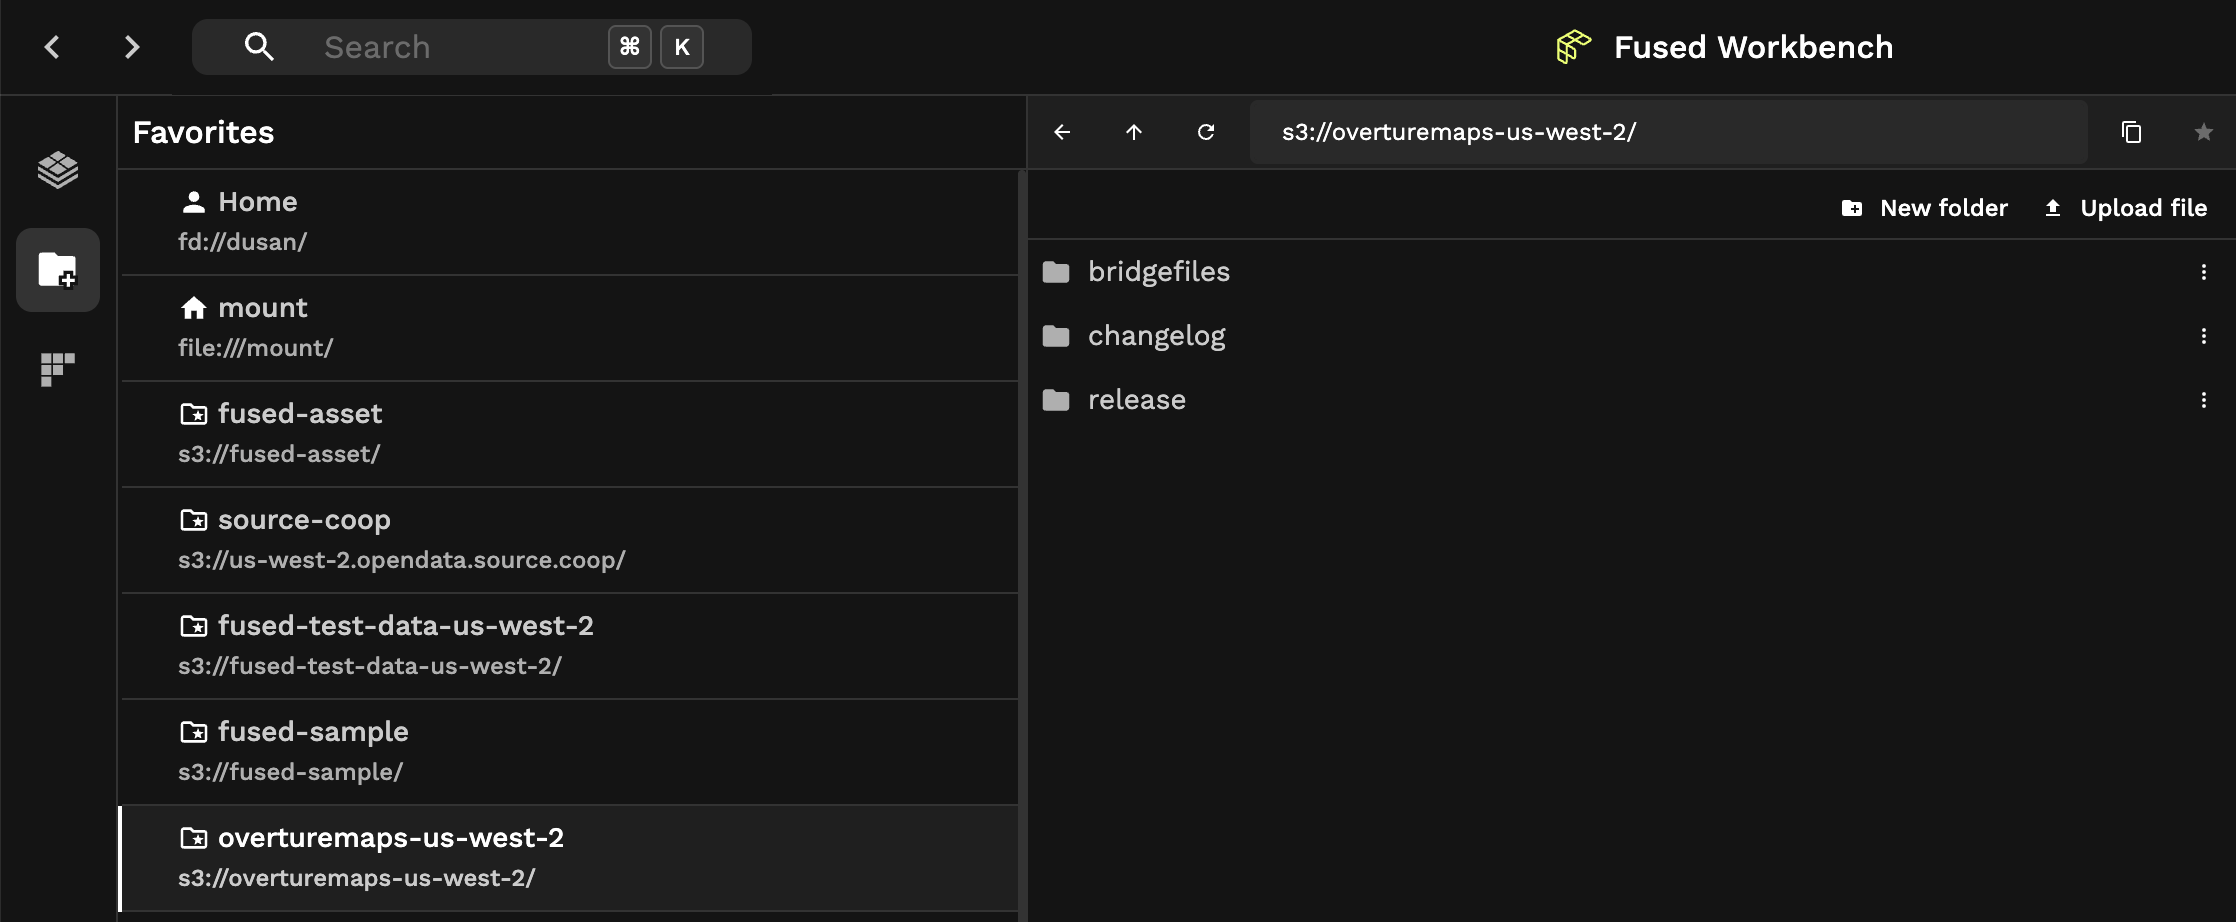 Search ⌘ K
Fused Workbench
Favorites
Home
fd://dusan/
mount
file:///mount/
fused-asset
s3://fused-asset/
source-coop
s3://us-west-2.opendata.source.coop/
fused-test-data-us-west-2
s3://fused-test-data-us-west-2/
fused-sample
s3://fused-sample/
overturemaps-us-west-2
s3://overturemaps-us-west-2/
s3://overturemaps-us-west-2/
New folder Upload file
bridgefiles
changelog
release